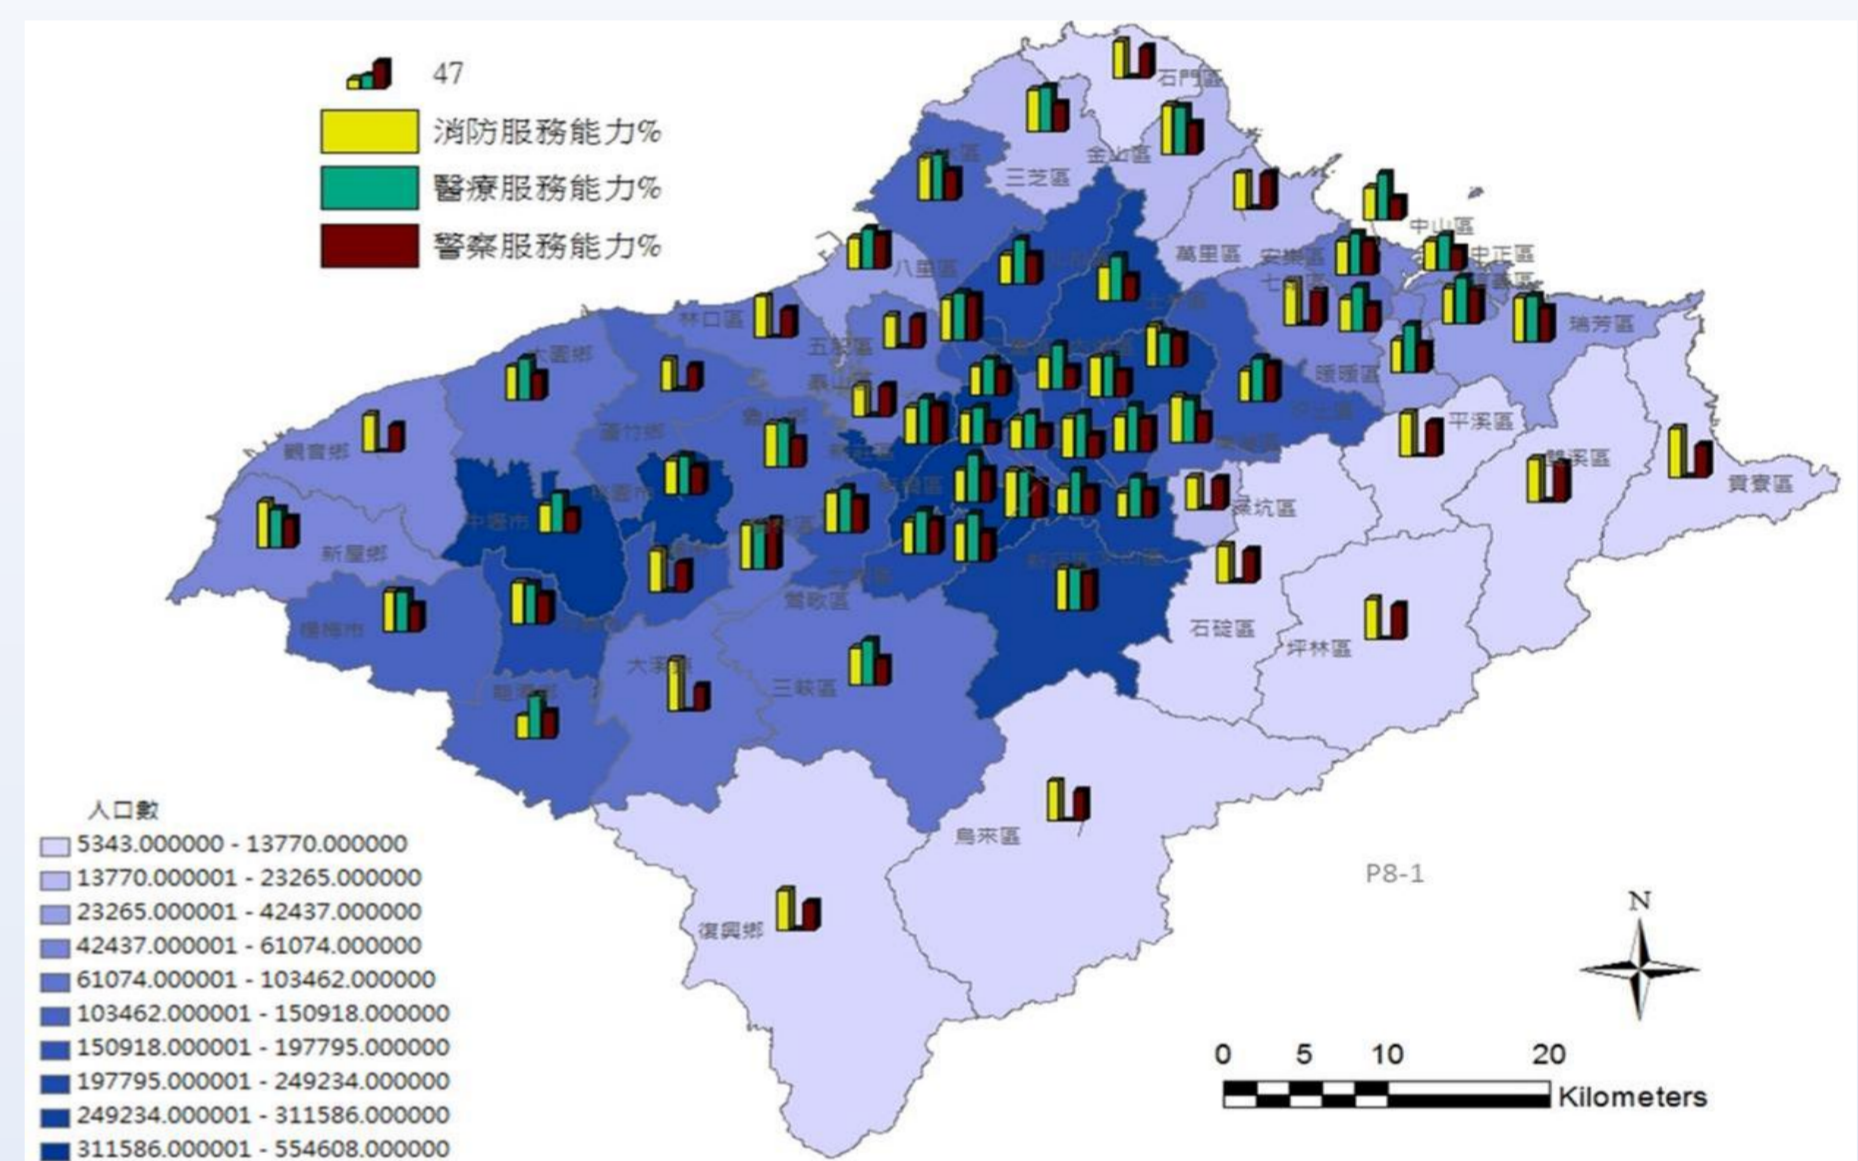 47
消防服務能力%
醫療服務能力%
警察服務能力%
石門區
金山區
三芝區
中山區
萬里區
安樂區
中正區
八里區
林口區
五股區
瑞芳區
大園鄉
泰山區
暖暖區
龜山鄉
平溪區
蘆竹鄉
觀音鄉
雙溪區
貢寮區
桃園市
中壢市
深坑區
新屋鄉
鶯歌區
楊梅市
石碇區
坪林區
三峽區
龍潭鄉
烏來區
復興鄉
人口數
5343.000000 - 13770.000000
13770.000001 - 23265.000000
23265.000001 - 42437.000000
42437.000001 - 61074.000000
61074.000001 - 103462.000000
103462.000001 - 150918.000000
150918.000001 - 197795.000000
197795.000001 - 249234.000000
249234.000001 - 311586.000000
311586.000001 - 554608.000000
P8-1
N
0 5 10 20
Kilometers